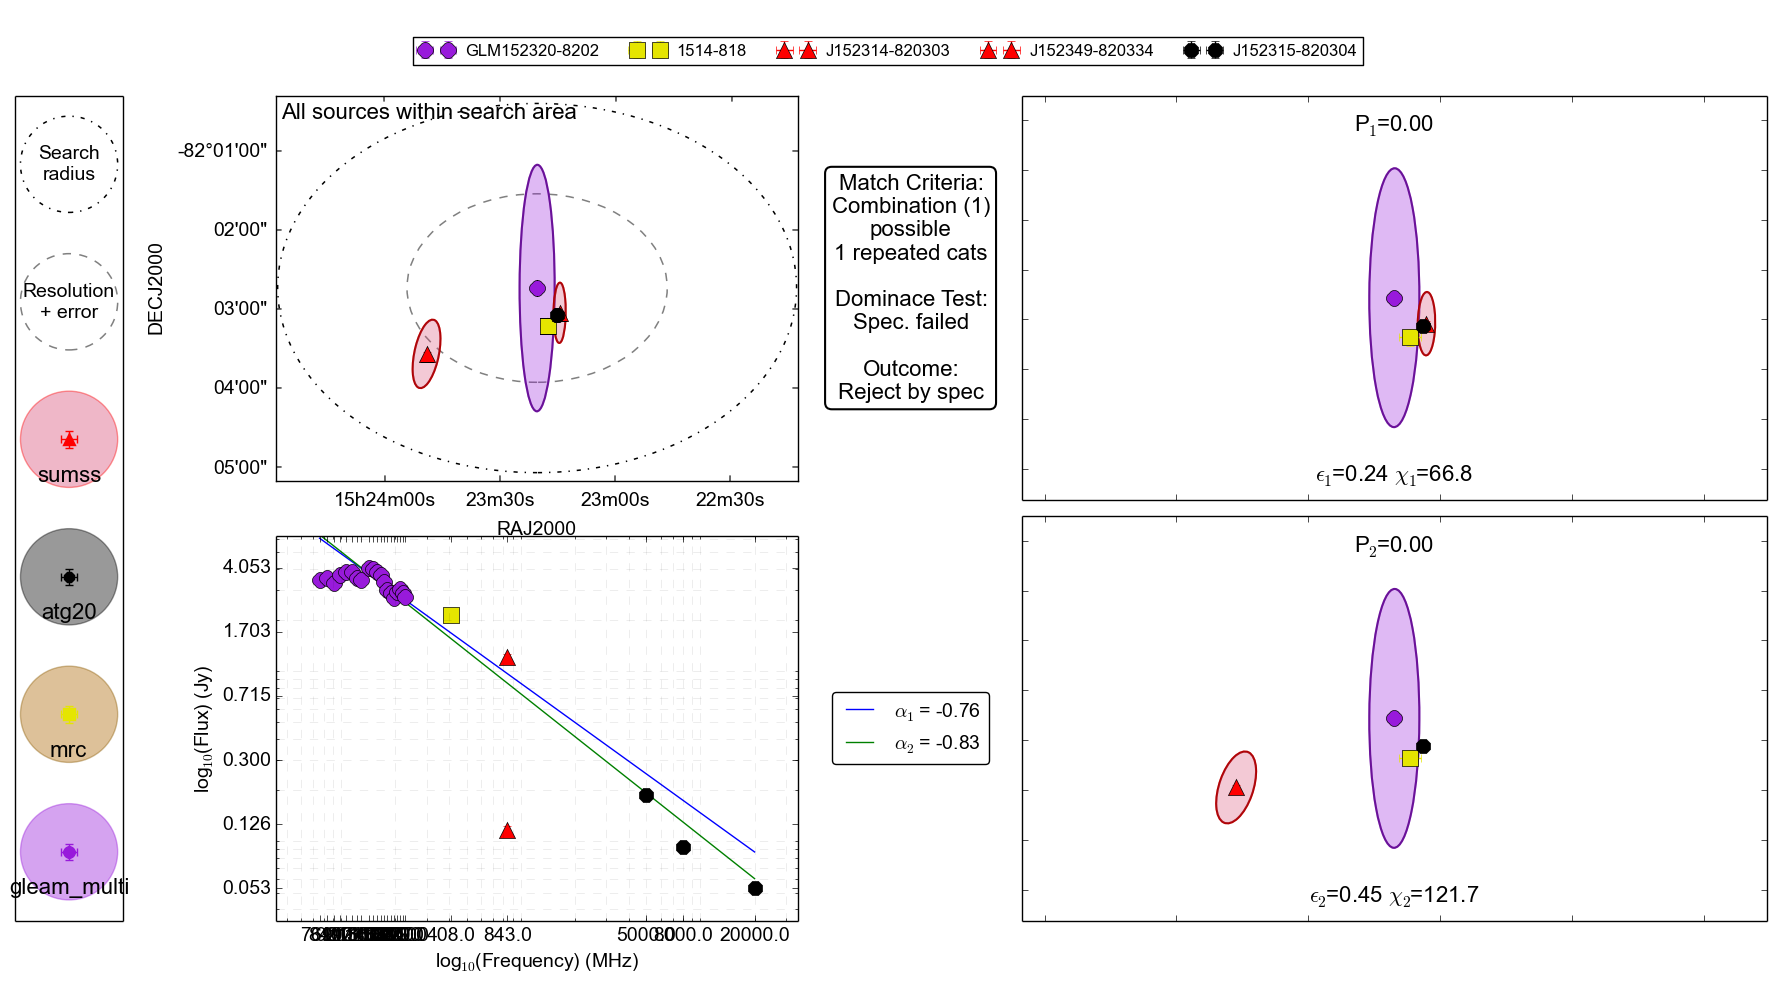 GLM152320-8202 1514-818 J152314-820303 J152349-820334 J152315-820304
Search
radius
Resolution
+ error
sumss
atg20
mrc
gleam_multi
All sources within search area
DECJ2000
-82°01'00"
02'00"
03'00"
04'00"
05'00"
15h24m00s 23m30s 23m00s 22m30s
RAJ2000
Match Criteria:
Combination (1)
possible
1 repeated cats
Dominace Test:
Spec. failed
Outcome:
Reject by spec
P1=0.00
ϵ1=0.24 χ1=66.8
log10(Flux) (Jy)
4.053
1.703
0.715
0.300
0.126
0.053
408.0 843.0 5000.0 8000.0 20000.0
log10(Frequency) (MHz)
α1 = -0.76
α2 = -0.83
P2=0.00
ϵ2=0.45 χ2=121.7